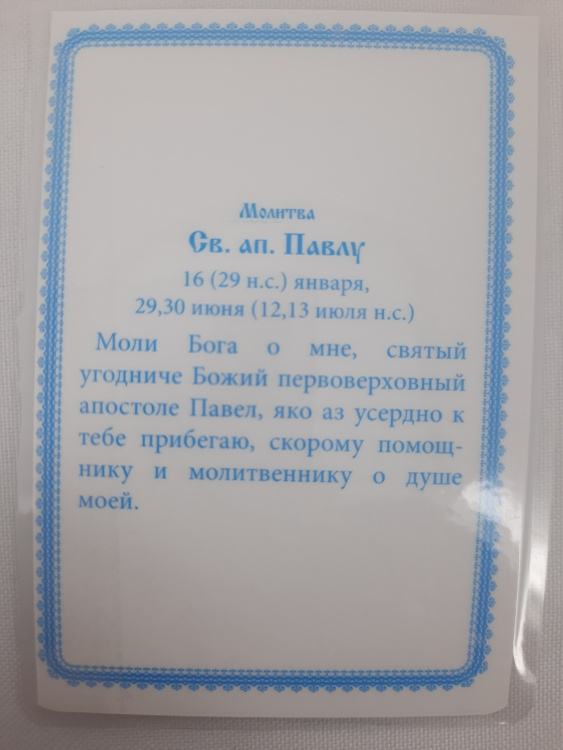 Молитва
Св. ап. Павлу
16 (29 н.с.) января,
29,30 июня (12,13 июля н.с.)
Моли Бога о мне, святый
угодниче Божий первоверховный
апостоле Павел, яко аз усердно к
тебе прибегаю, скорому помощ-
нику и молитвеннику о душе
моей.